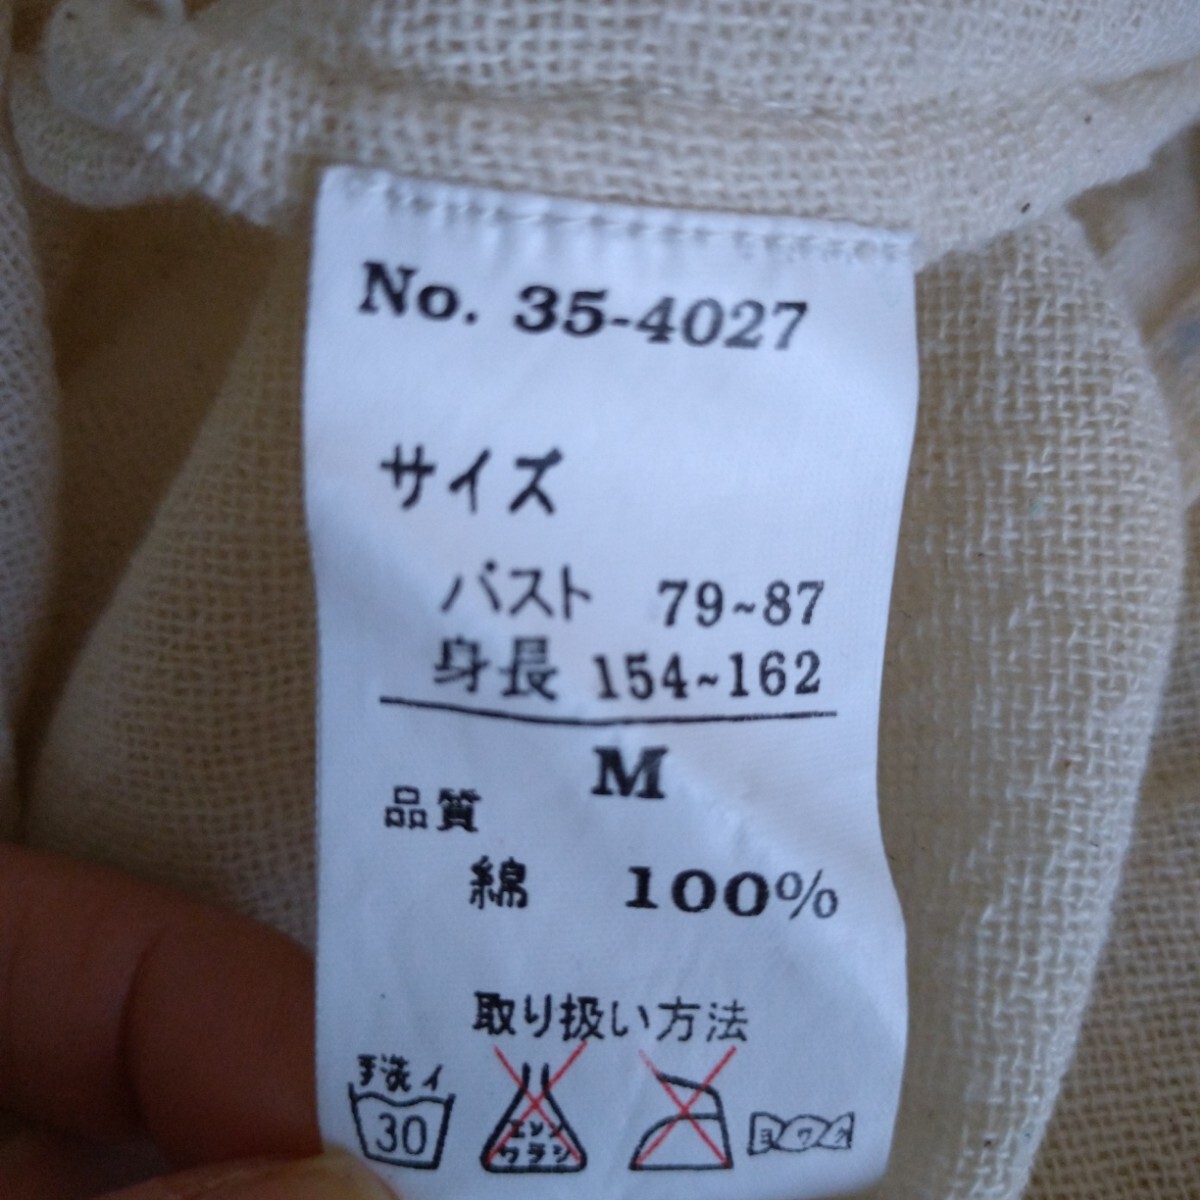 No. 35-4027
サイズ
バスト 79~87
身長 154~162
M
品質
綿 100%
取り扱い方法
手洗イ
30
エンソ
ワラシ
ヨワク